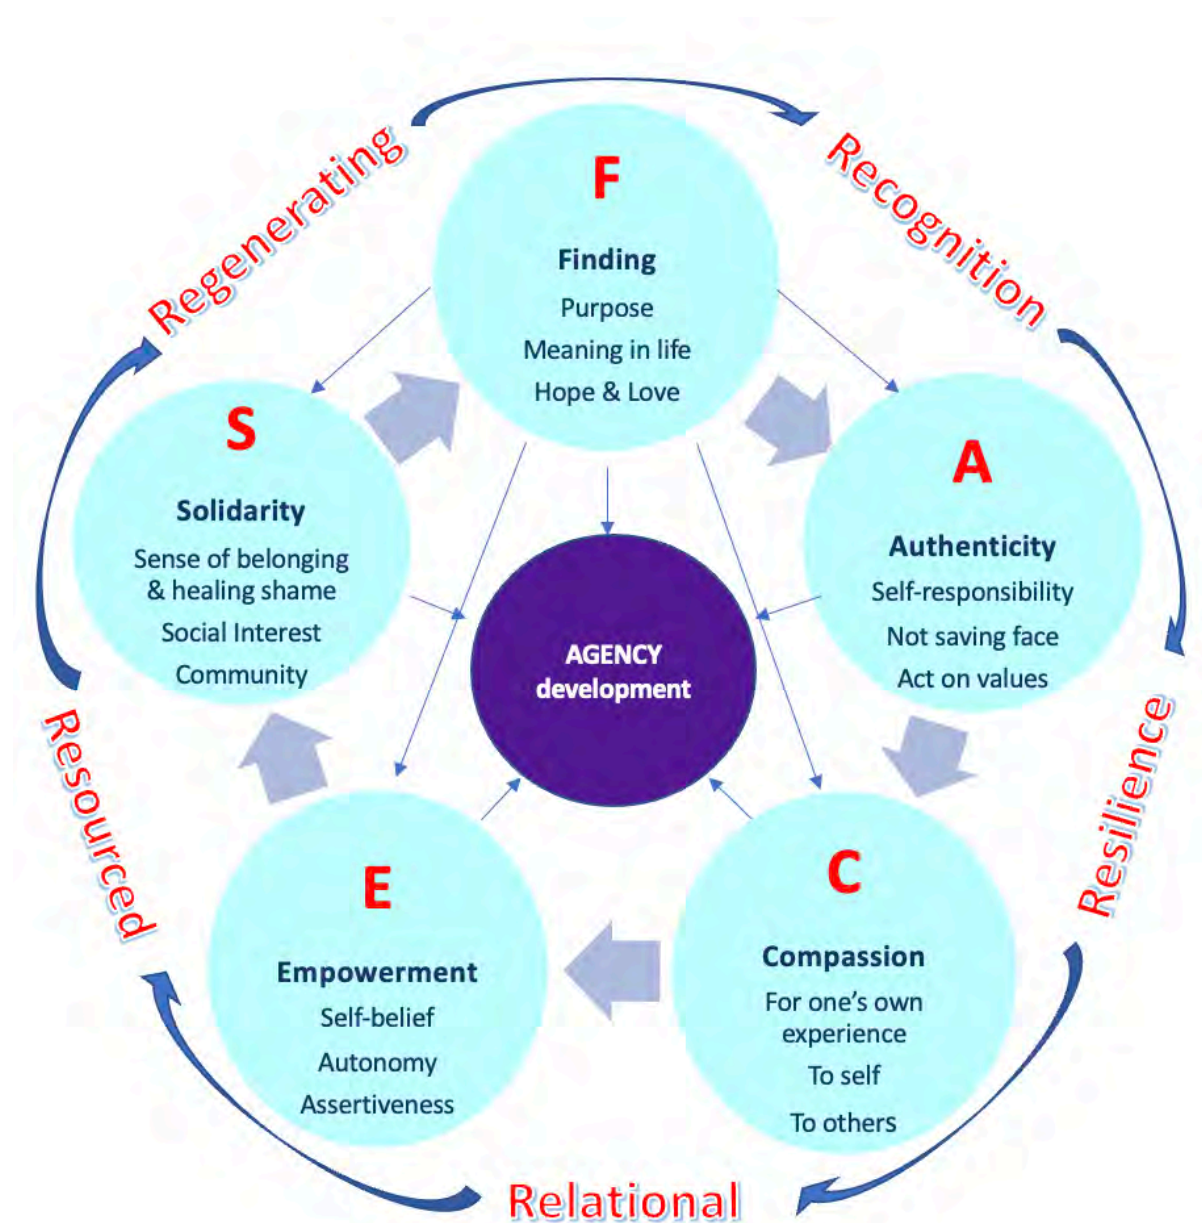 Regenerating
Recognition
F
Finding
Purpose
Meaning in life
Hope & Love
S
Solidarity
Sense of belonging
& healing shame
Social Interest
Community
A
Authenticity
Self-responsibility
Not saving face
Act on values
AGENCY
development
Resourced
Resilience
E
Empowerment
Self-belief
Autonomy
Assertiveness
C
Compassion
For one’s own
experience
To self
To others
Relational